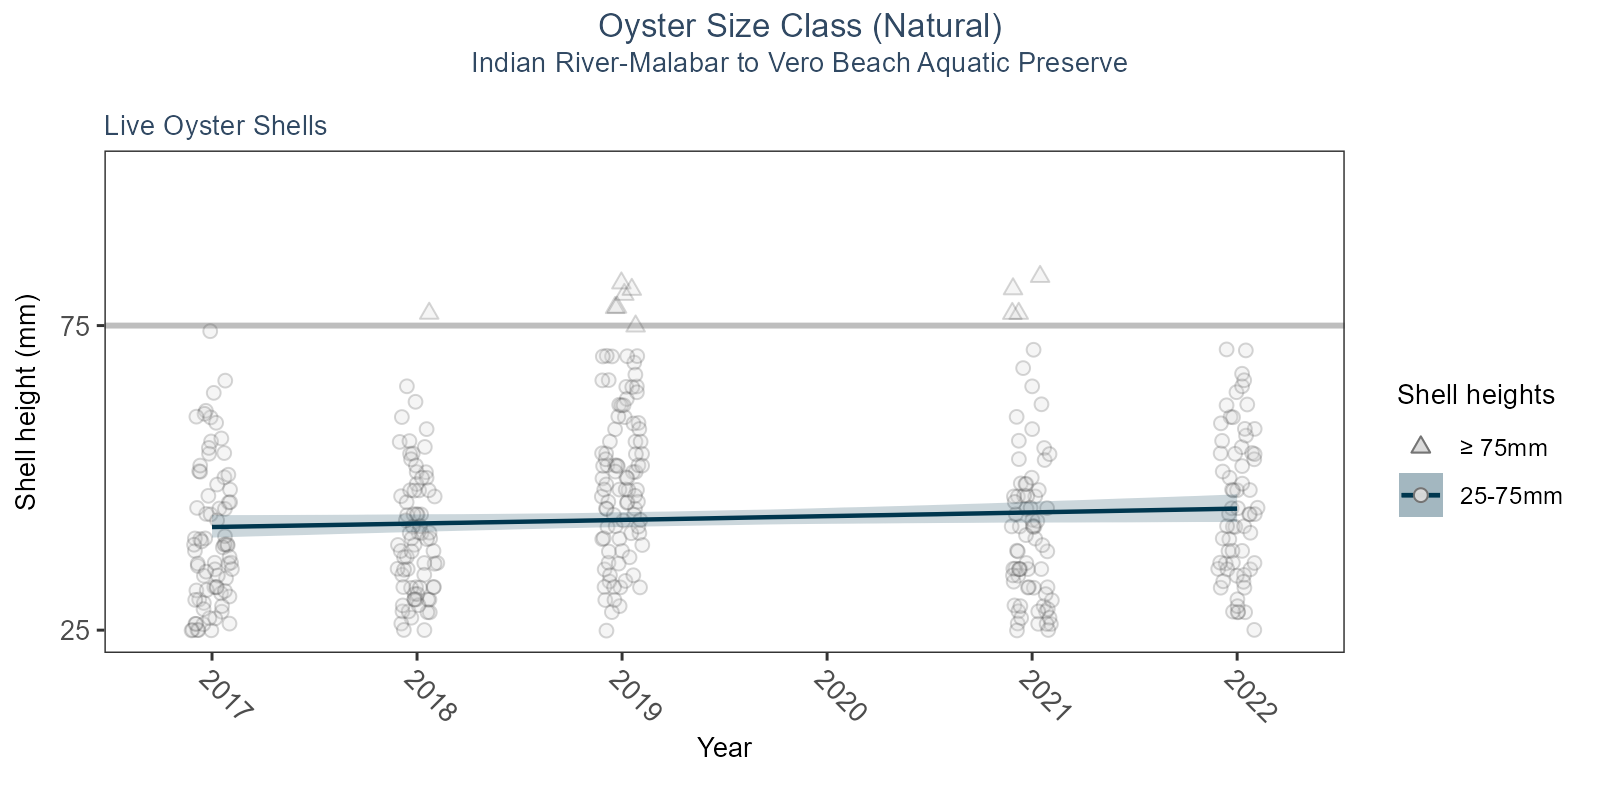 Oyster Size Class (Natural)
Indian River-Malabar to Vero Beach Aquatic Preserve
Live Oyster Shells
Shell height (mm)
75
25
2017
2018
2019
2020
2021
2022
Year
Shell heights
≥ 75mm
25-75mm